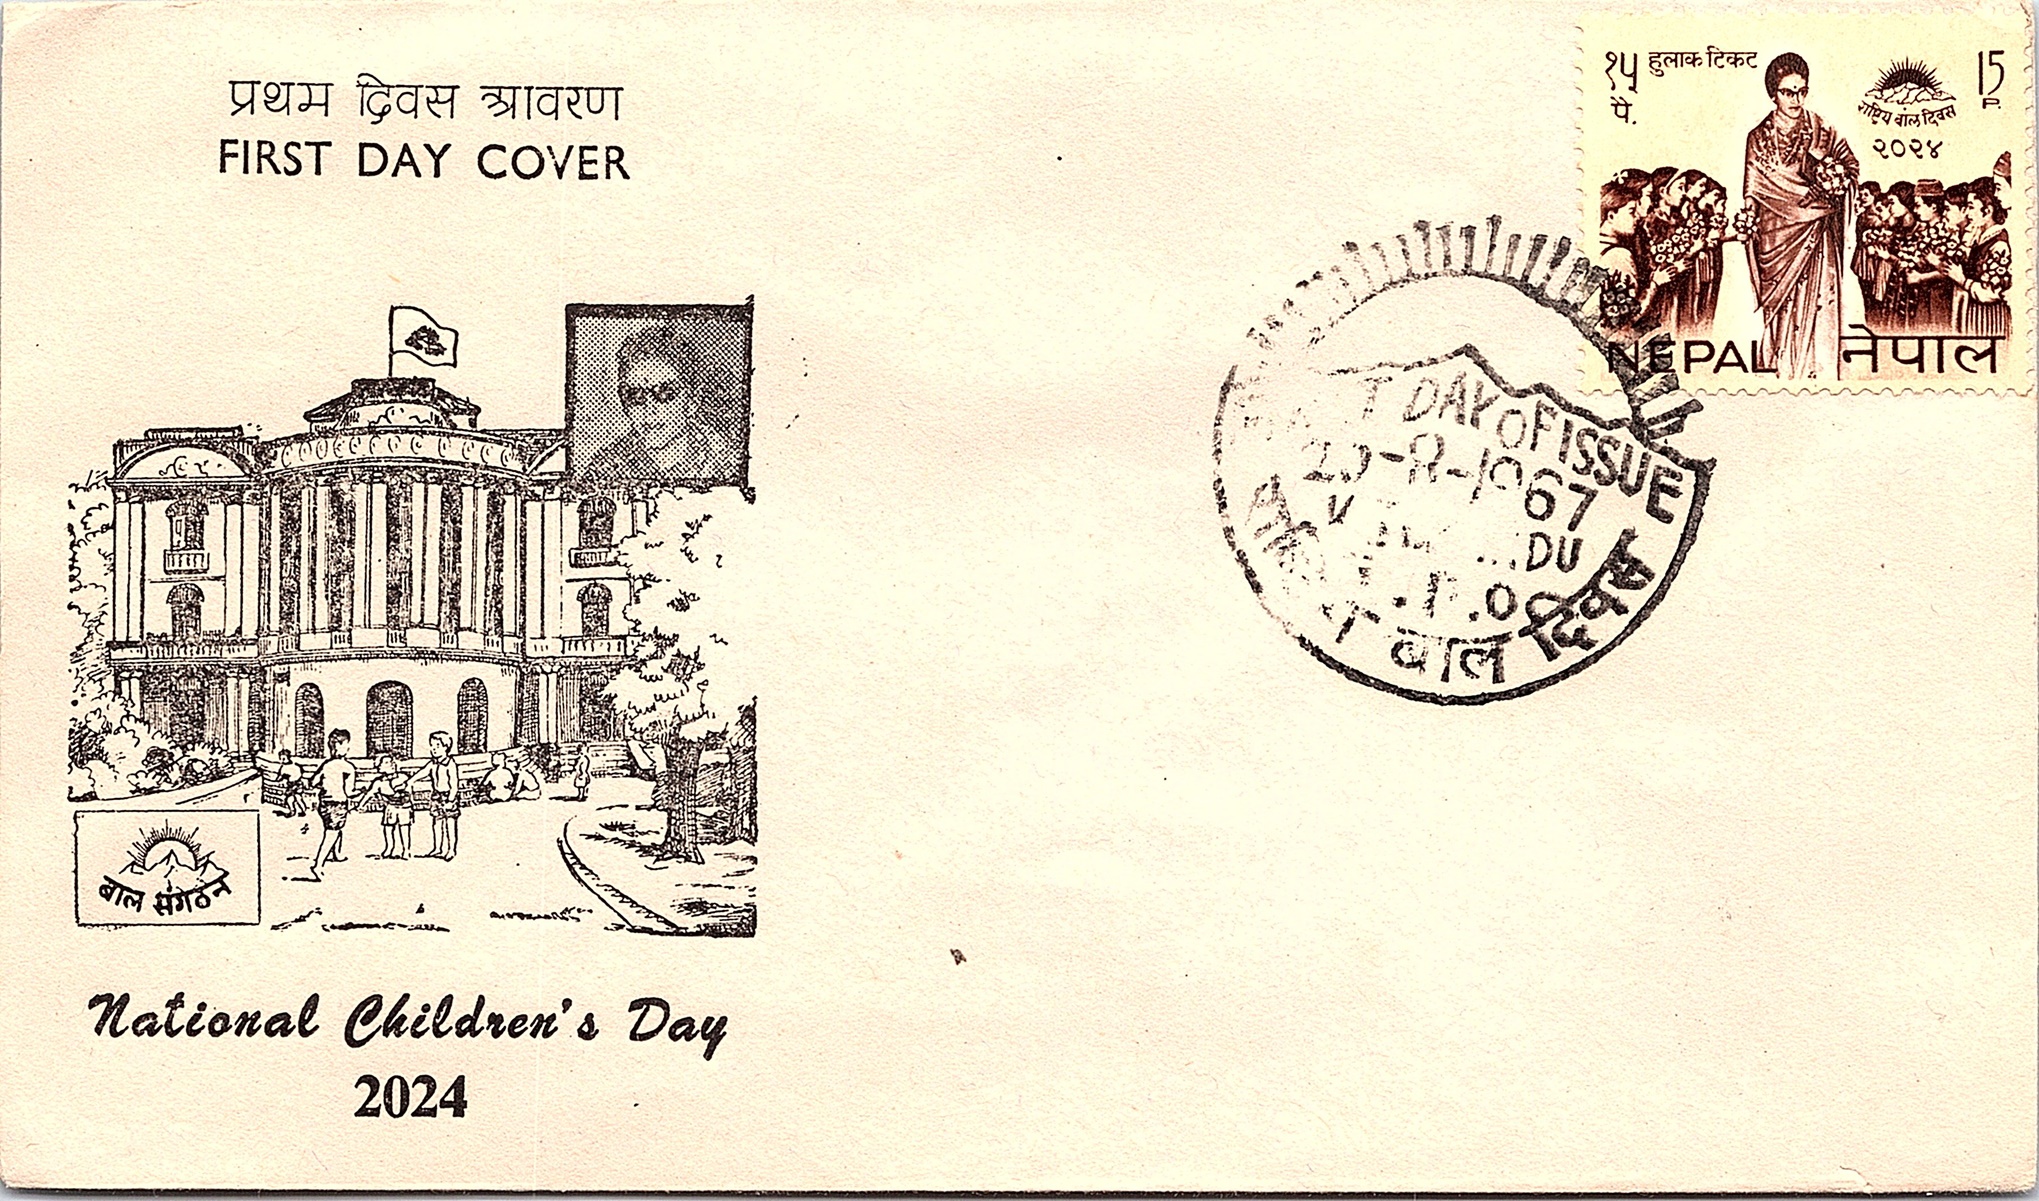 प्रथम दिवस आवरण
FIRST DAY COVER
१५ हुलाक टिकट 15
पै. P.
राष्ट्रिय बाल दिवस
२०२४
NEPAL नेपाल
DAY OF ISSUE
67
DU
बाल दिवस
बाल संगठन
National Children's Day
2024